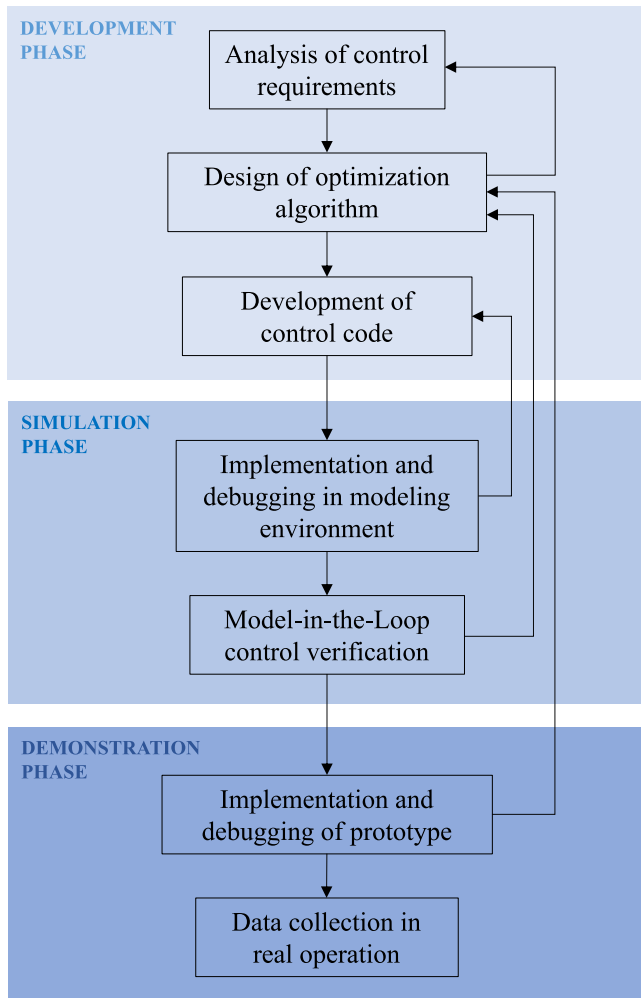 DEVELOPMENT
PHASE
Analysis of control
requirements
Design of optimization
algorithm
Development of
control code
SIMULATION
PHASE
Implementation and
debugging in modeling
environment
Model-in-the-Loop
control verification
DEMONSTRATION
PHASE
Implementation and
debugging of prototype
Data collection in
real operation